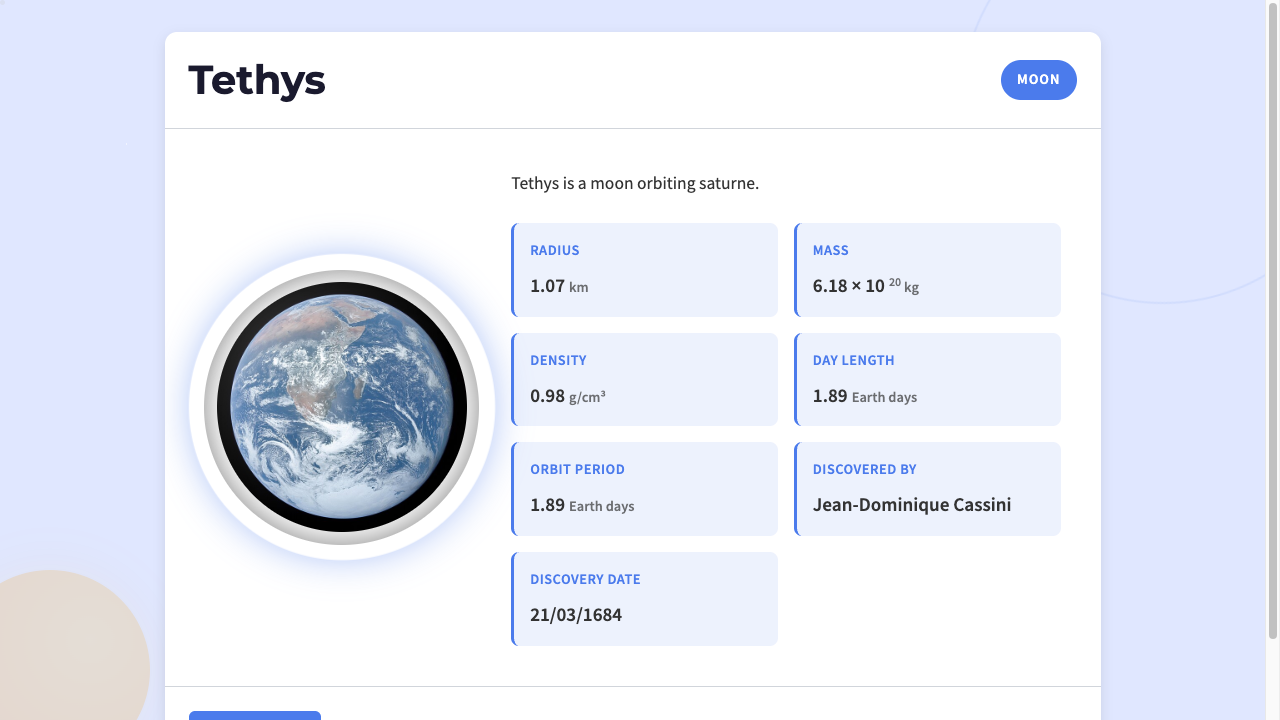 Tethys
MOON
Tethys is a moon orbiting saturne.
RADIUS
1.07 km
MASS
6.18 × 10 20 kg
DENSITY
0.98 g/cm³
DAY LENGTH
1.89 Earth days
ORBIT PERIOD
1.89 Earth days
DISCOVERED BY
Jean-Dominique Cassini
DISCOVERY DATE
21/03/1684